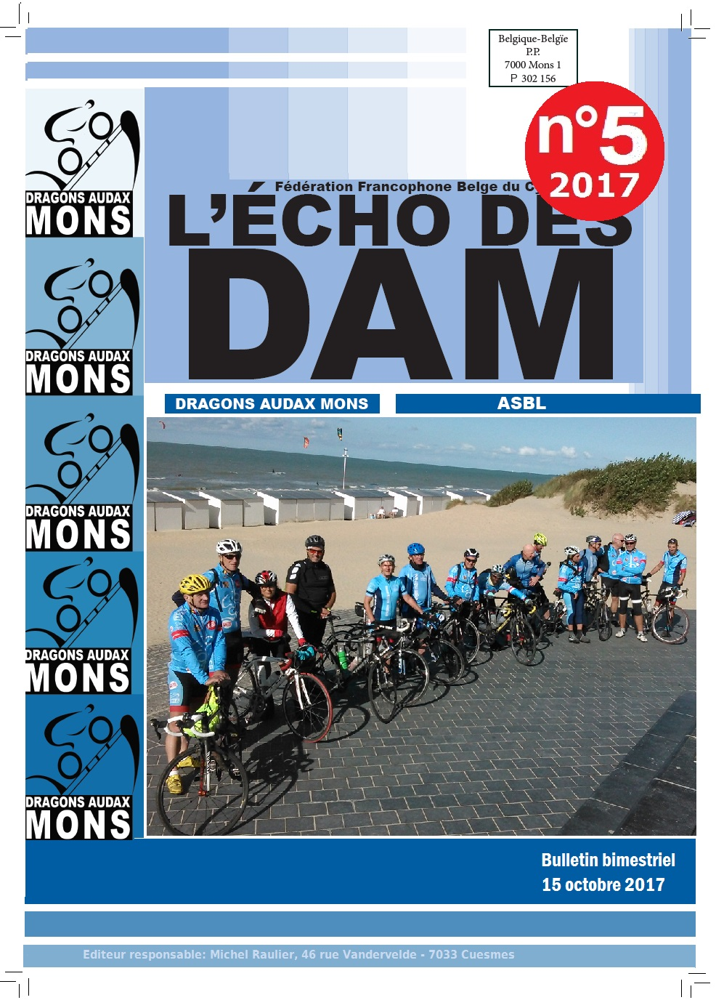 Belgique-Belgïe
P.P.
7000 Mons 1
P 302 156
n°5
2017
Fédération Francophone Belge du
L'ÉCHO DES
DAM
DRAGONS AUDAX MONS
ASBL
DRAGONS AUDAX
MONS
DRAGONS AUDAX
MONS
DRAGONS AUDAX
MONS
DRAGONS AUDAX
MONS
DRAGONS AUDAX
MONS
Bulletin bimestriel
15 octobre 2017
Editeur responsable: Michel Raulier, 46 rue Vandervelde - 7033 Cuesmes